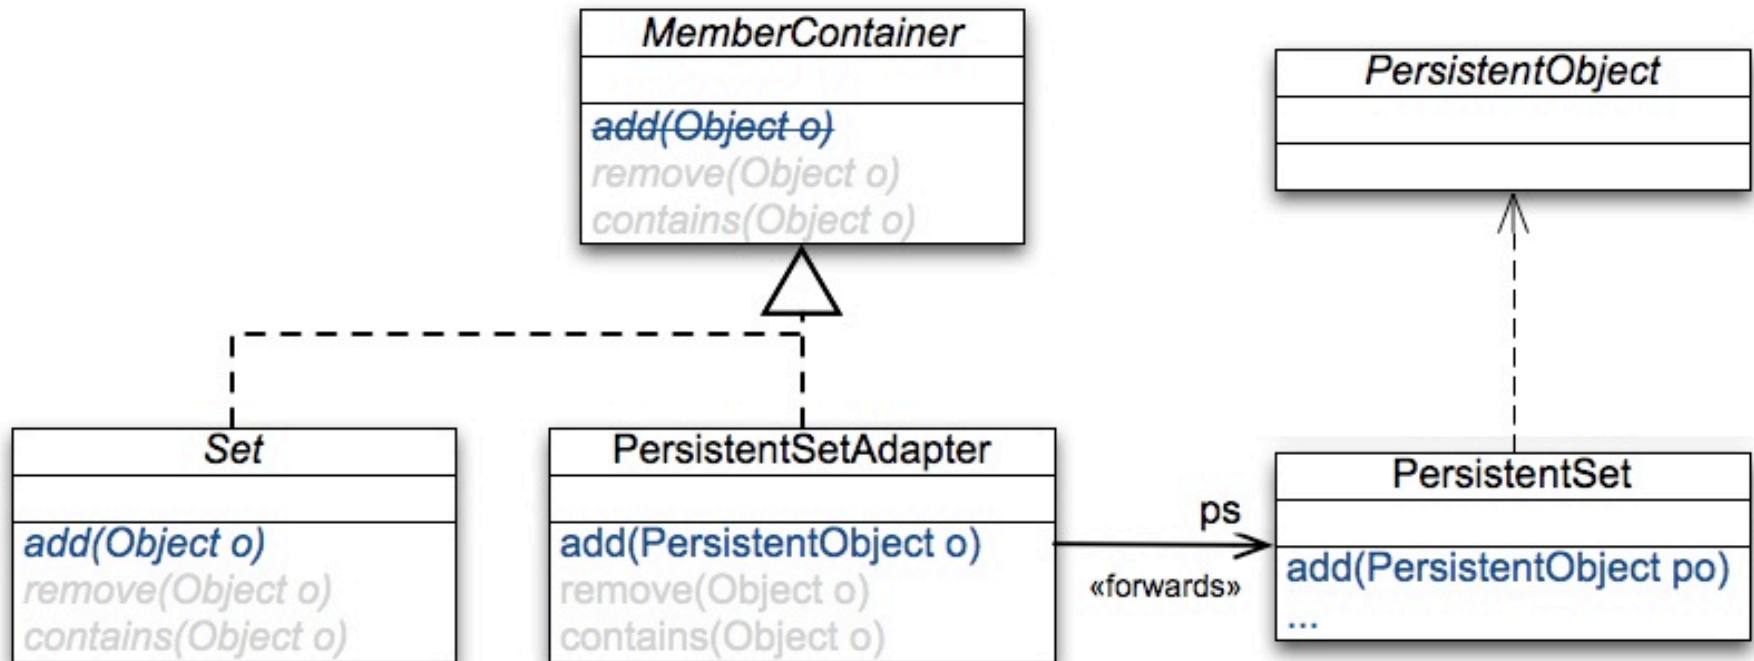 MemberContainer
add(Object o)
remove(Object o)
contains(Object o)
PersistentObject
Set
add(Object o)
remove(Object o)
contains(Object o)
PersistentSetAdapter
add(PersistentObject o)
remove(Object o)
contains(Object o)
ps
«forwards»
PersistentSet
add(PersistentObject po)
...